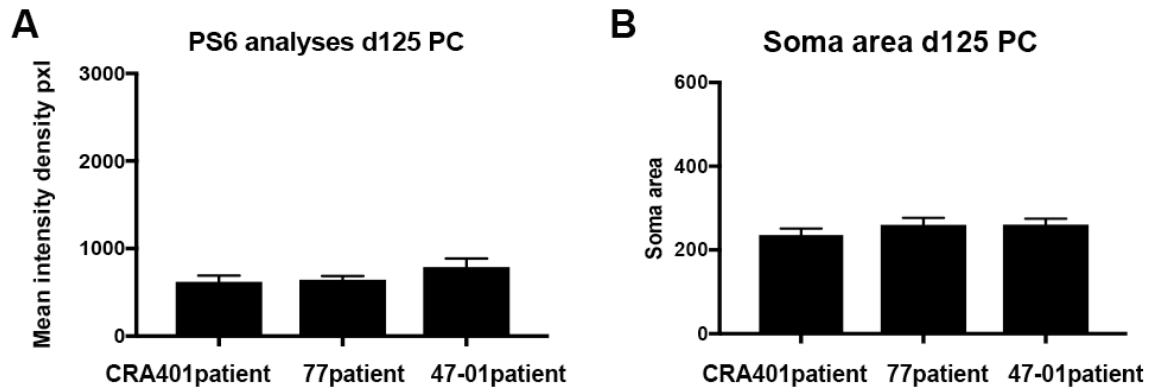 A
PS6 analyses d125 PC
Mean intensity density pxl
3000
2000
1000
0
CRA401patient 77patient 47-01patient
B
Soma area d125 PC
Soma area
600
400
200
0
CRA401patient 77patient 47-01patient